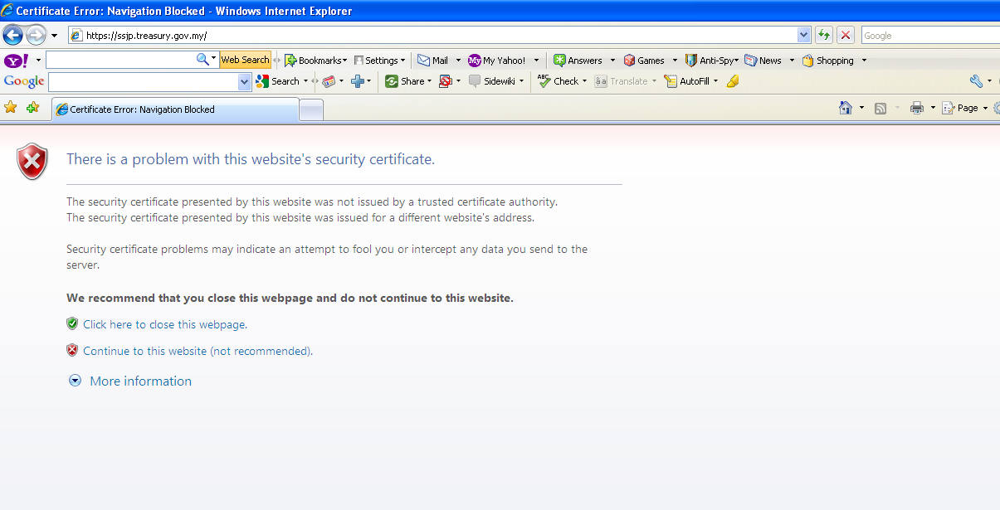 Certificate Error: Navigation Blocked - Windows Internet Explorer
https://ssjp.treasury.gov.my/
Google
Y! Web Search Bookmarks Settings Mail My My Yahoo! Answers Games Anti-Spy News Shopping
Google Search Share Sidewiki ABC Check āä Translate AutoFill
Certificate Error: Navigation Blocked
Page
There is a problem with this website's security certificate.
The security certificate presented by this website was not issued by a trusted certificate authority.
The security certificate presented by this website was issued for a different website's address.
Security certificate problems may indicate an attempt to fool you or intercept any data you send to the
server.
We recommend that you close this webpage and do not continue to this website.
Click here to close this webpage.
Continue to this website (not recommended).
More information